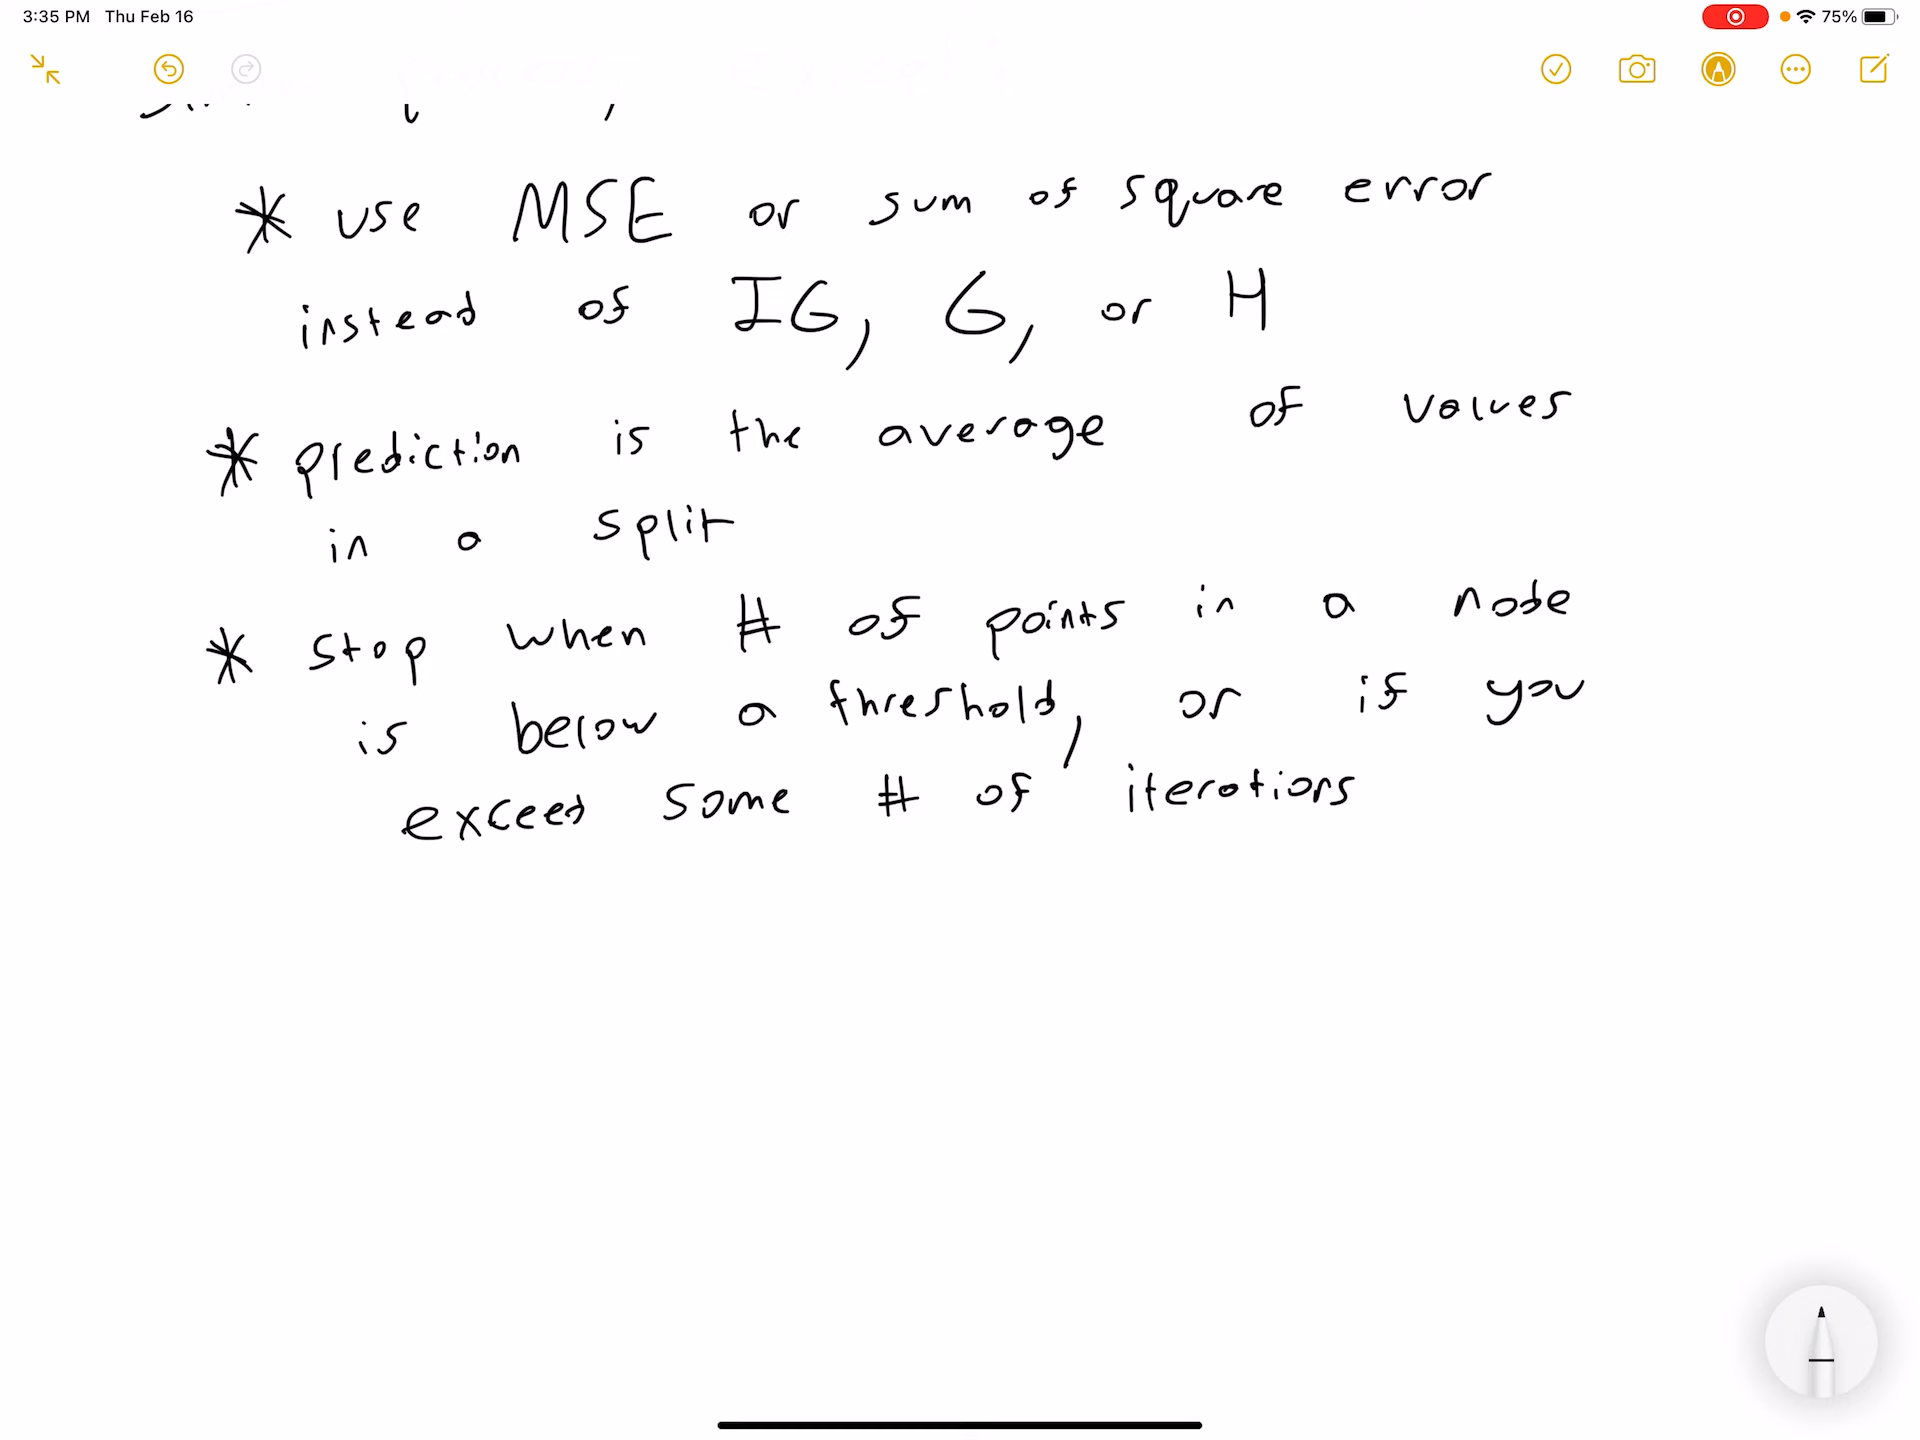 3:35 PM Thu Feb 16 75%
* use MSE or sum of square error
instead of IG, G, or H
* prediction is the average of values
in a split
* stop when # of points in a node
is below a threshold, or if you
exceed some # of iterations